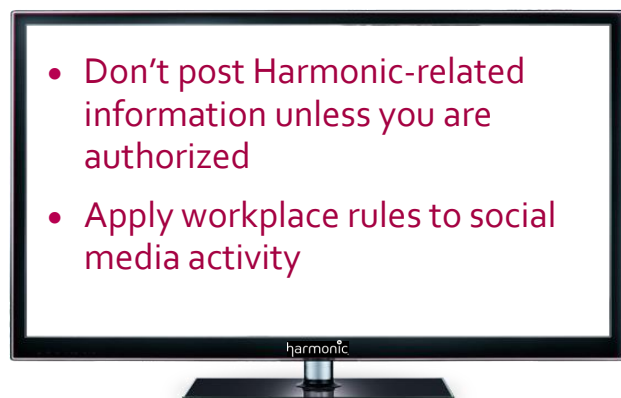 • Don’t post Harmonic-related
information unless you are
authorized
• Apply workplace rules to social
media activity
harmonic